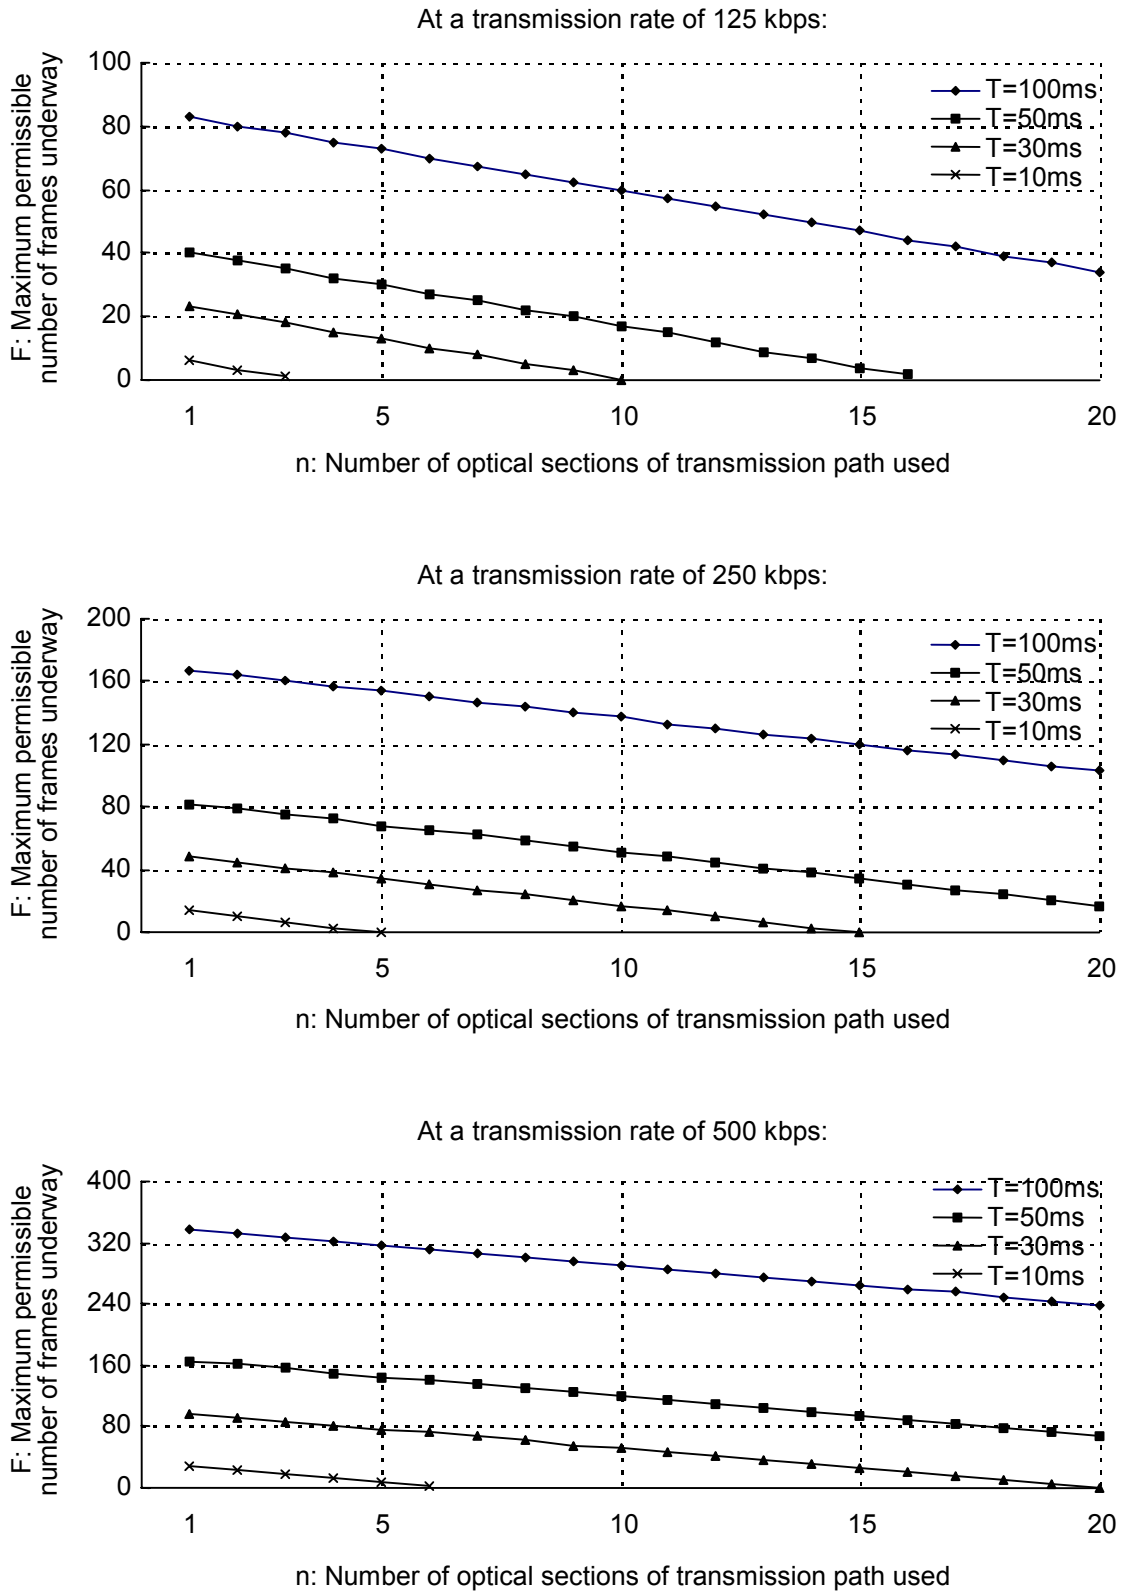 At a transmission rate of 125 kbps:
F: Maximum permissible
number of frames underway
100
80
60
40
20
0
T=100ms
T=50ms
T=30ms
T=10ms
1 5 10 15 20
n: Number of optical sections of transmission path used
At a transmission rate of 250 kbps:
F: Maximum permissible
number of frames underway
200
160
120
80
40
0
T=100ms
T=50ms
T=30ms
T=10ms
1 5 10 15 20
n: Number of optical sections of transmission path used
At a transmission rate of 500 kbps:
F: Maximum permissible
number of frames underway
400
320
240
160
80
0
T=100ms
T=50ms
T=30ms
T=10ms
1 5 10 15 20
n: Number of optical sections of transmission path used